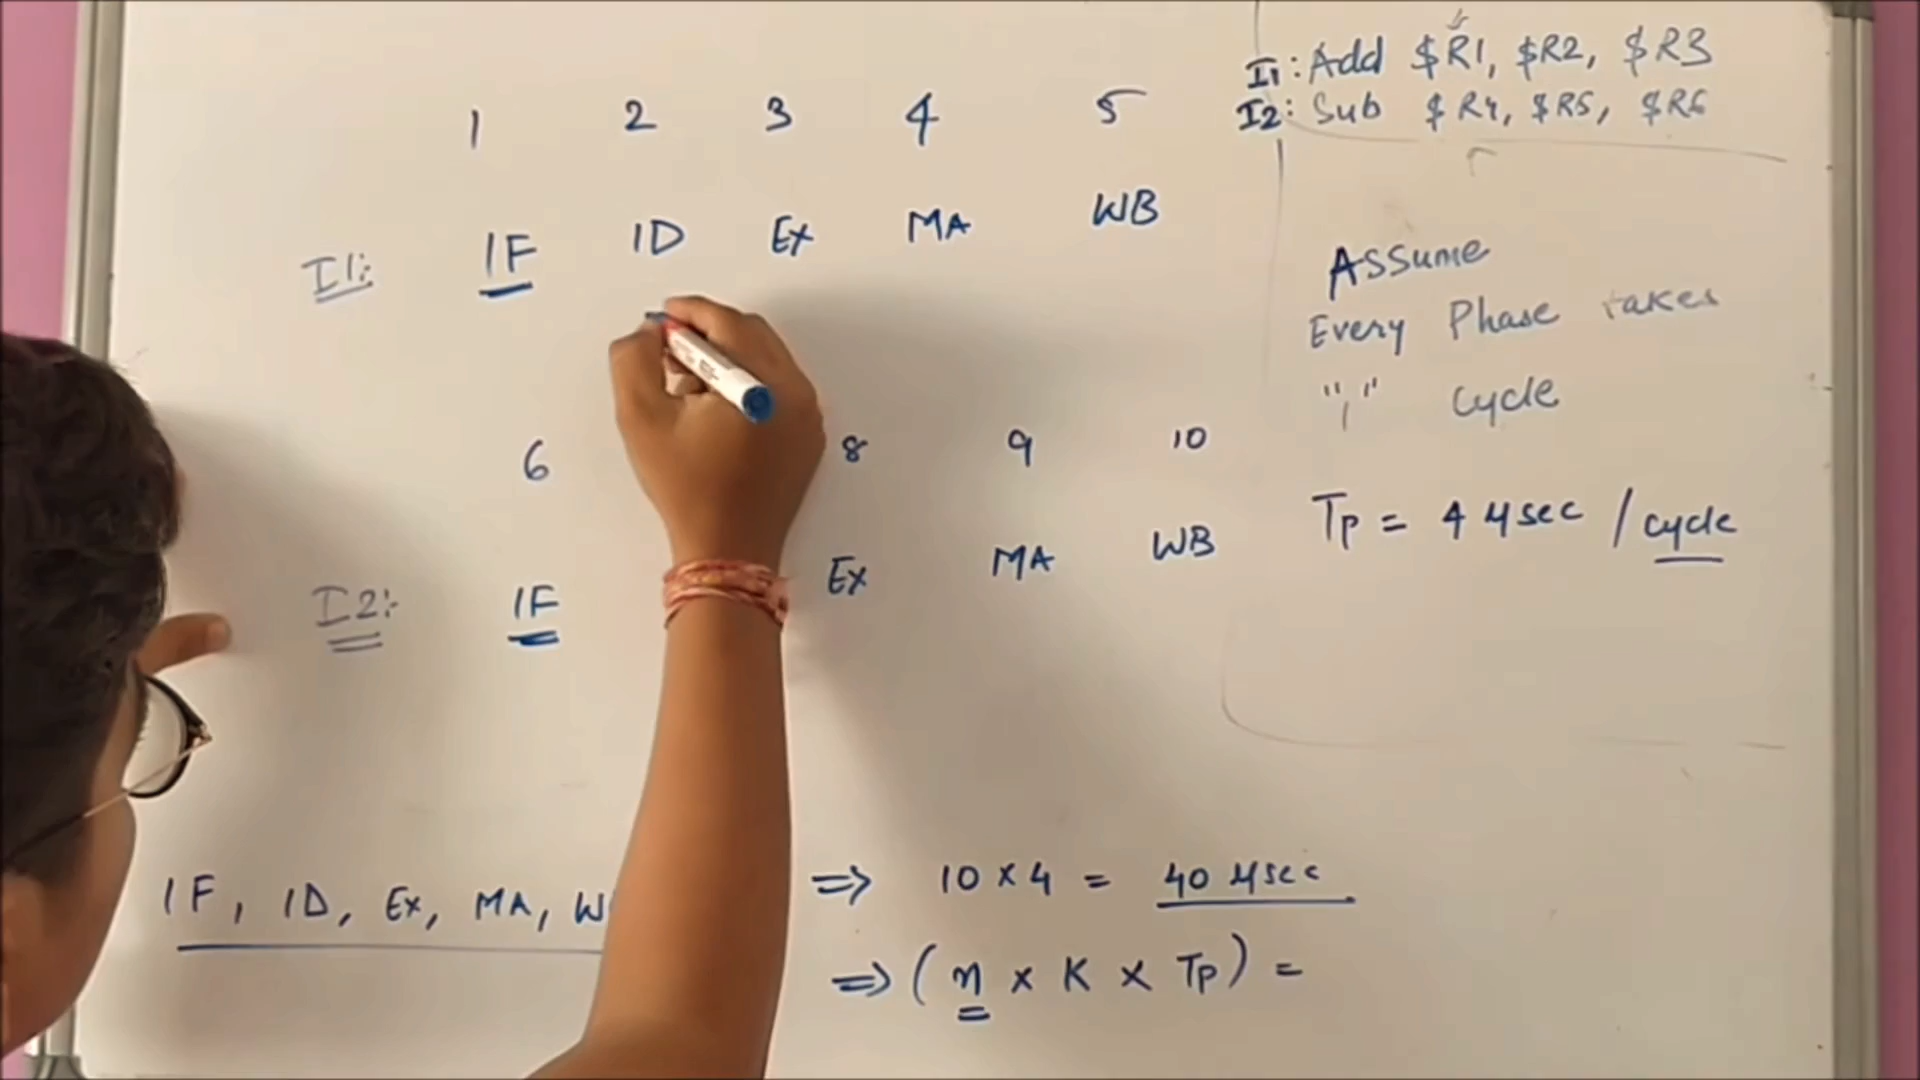 1 2 3 4 5
I1: IF ID EX MA WB
6 8 9 10
I2: IF EX MA WB
IF, ID, EX, MA, W
⇒ 10 × 4 = 40 μsec
⇒ (n × K × Tp) =
I1: Add $R1, $R2, $R3
I2: Sub $R4, $R5, $R6
Assume
Every Phase takes
"1" cycle
Tp = 4 μsec / cycle